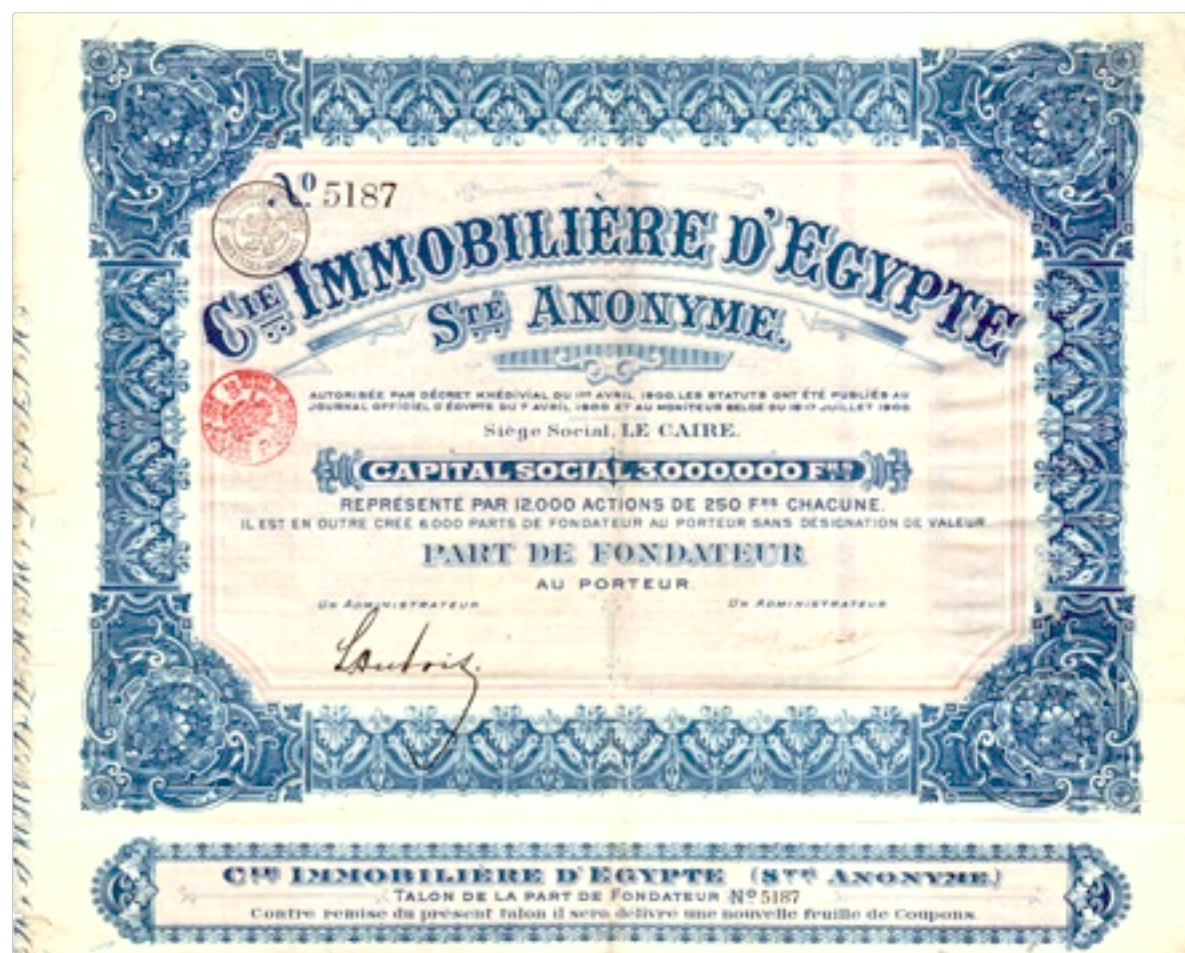 No 5187
CIE IMMOBILIÈRE D'EGYPTE
STÉ ANONYME.
AUTORISÉE PAR DÉCRET KHÉDIVIAL DU 1ER AVRIL 1900. LES STATUTS ONT ÉTÉ PUBLIÉS AU
JOURNAL OFFICIEL D'ÉGYPTE DU 7 AVRIL 1900 ET AU MONITEUR BELGE DU 16-17 JUILLET 1900
Siège Social, LE CAIRE.
CAPITAL SOCIAL 3.000.000 FRS
REPRÉSENTÉ PAR 12.000 ACTIONS DE 250 FRS CHACUNE.
IL EST EN OUTRE CRÉÉ 6.000 PARTS DE FONDATEUR AU PORTEUR SANS DÉSIGNATION DE VALEUR
PART DE FONDATEUR
AU PORTEUR.
UN ADMINISTRATEUR UN ADMINISTRATEUR
CIE IMMOBILIÈRE D'EGYPTE (STÉ ANONYME.)
TALON DE LA PART DE FONDATEUR No 5187
Contre remise du présent talon il sera délivré une nouvelle feuille de Coupons.